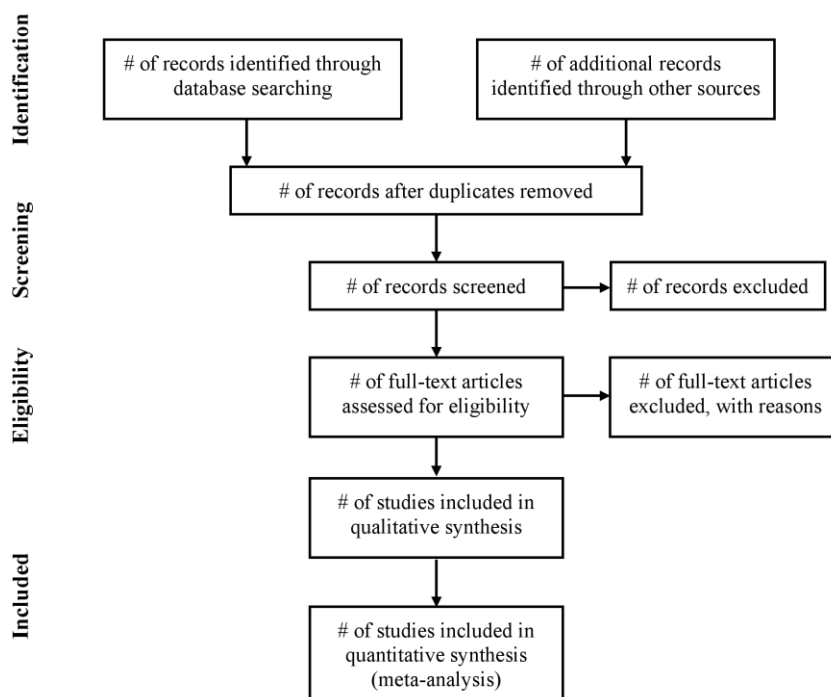 Identification
# of records identified through
database searching
# of additional records
identified through other sources
# of records after duplicates removed
Screening
# of records screened
# of records excluded
Eligibility
# of full-text articles
assessed for eligibility
# of full-text articles
excluded, with reasons
Included
# of studies included in
qualitative synthesis
# of studies included in
quantitative synthesis
(meta-analysis)